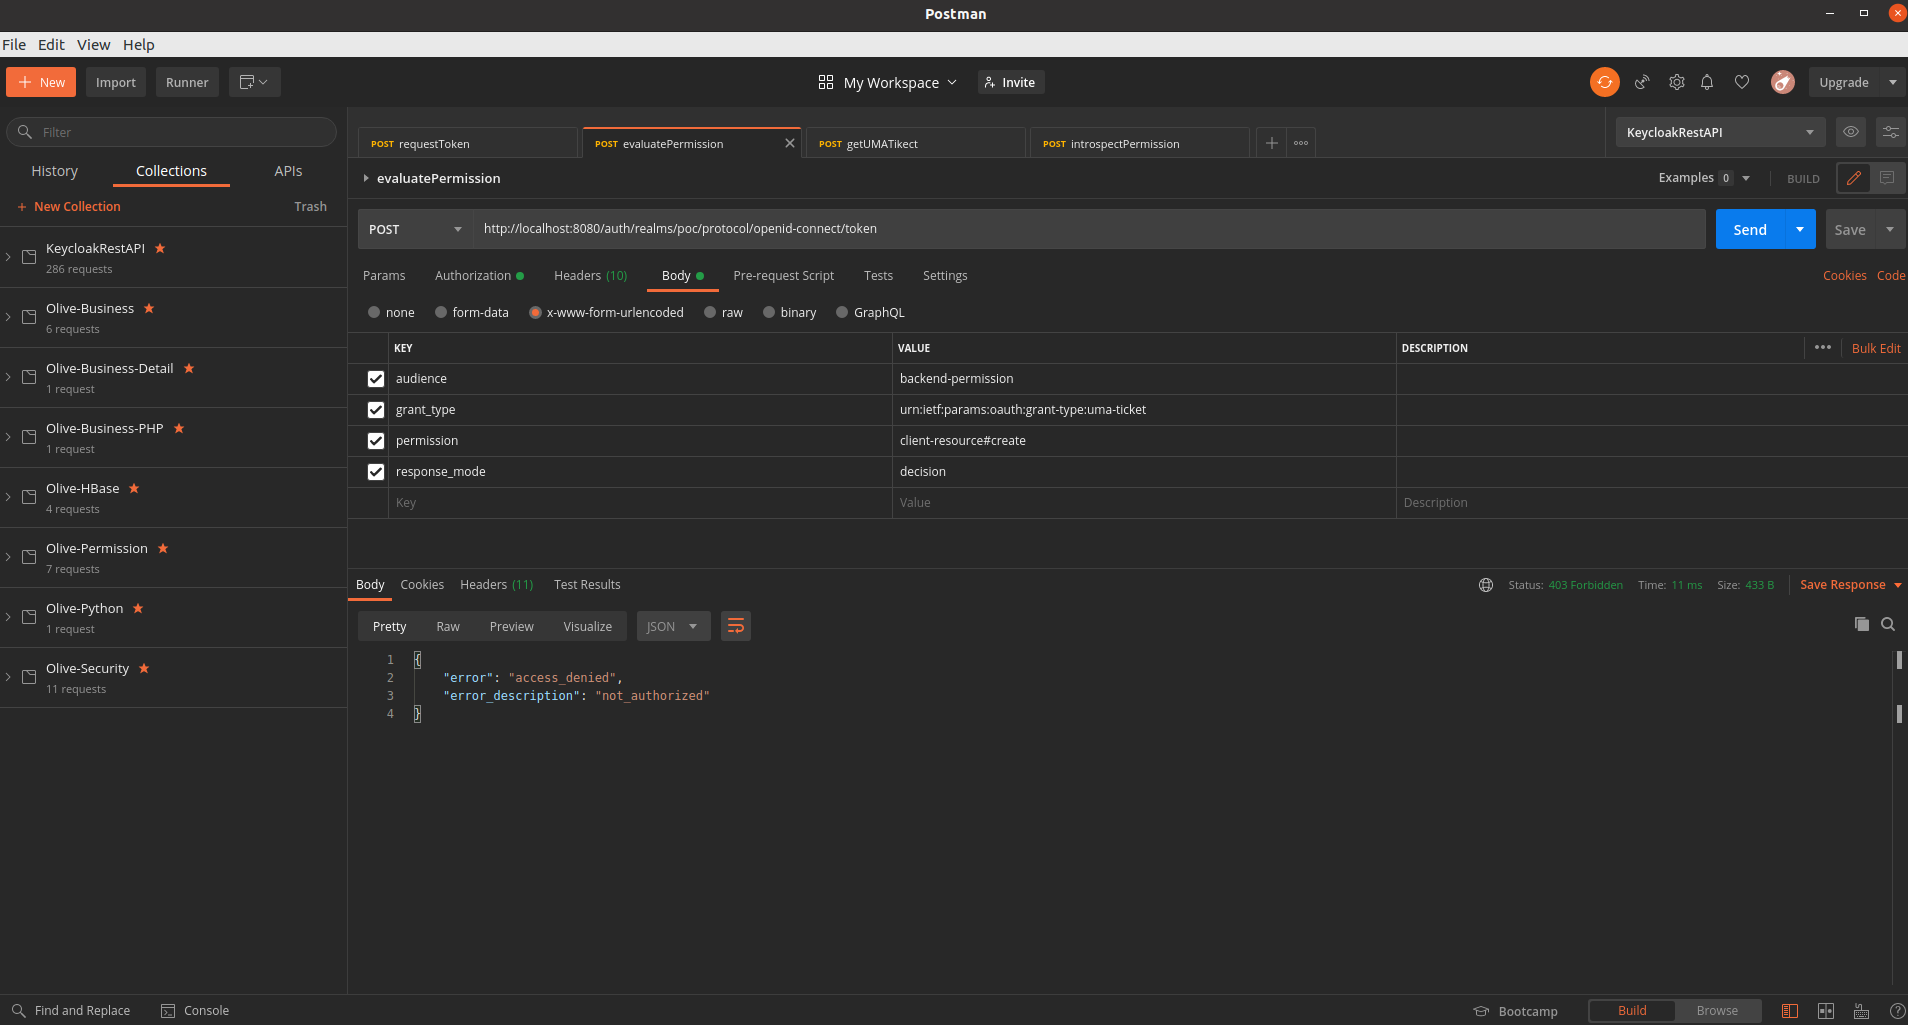 Postman
File Edit View Help
New Import Runner My Workspace Invite Upgrade
Filter
History Collections APIs
New Collection Trash
KeycloakRestAPI
286 requests
Olive-Business
6 requests
Olive-Business-Detail
1 request
Olive-Business-PHP
1 request
Olive-HBase
4 requests
Olive-Permission
7 requests
Olive-Python
1 request
Olive-Security
11 requests
POST requestToken POST evaluatePermission POST getUMATikect POST introspectPermission KeycloakRestAPI
evaluatePermission Examples 0 BUILD
POST http://localhost:8080/auth/realms/poc/protocol/openid-connect/token Send Save
Params Authorization Headers (10) Body Pre-request Script Tests Settings Cookies Code
none form-data x-www-form-urlencoded raw binary GraphQL
KEY VALUE DESCRIPTION Bulk Edit
audience backend-permission
grant_type urn:ietf:params:oauth:grant-type:uma-ticket
permission client-resource#create
response_mode decision
Key Value Description
Body Cookies Headers (11) Test Results Status: 403 Forbidden Time: 11 ms Size: 433 B Save Response
Pretty Raw Preview Visualize JSON
1 {
2 "error": "access_denied",
3 "error_description": "not_authorized"
4 }
Find and Replace Console Bootcamp Build Browse